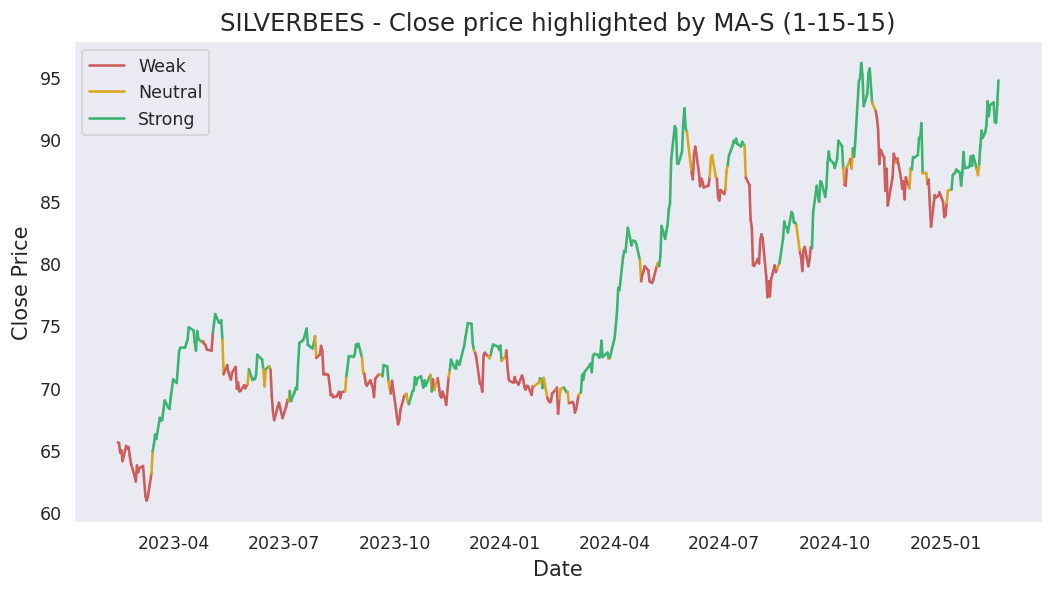 SILVERBEES - Close price highlighted by MA-S (1-15-15)
Weak
Neutral
Strong
Close Price
95
90
85
80
75
70
65
60
2023-04 2023-07 2023-10 2024-01 2024-04 2024-07 2024-10 2025-01
Date